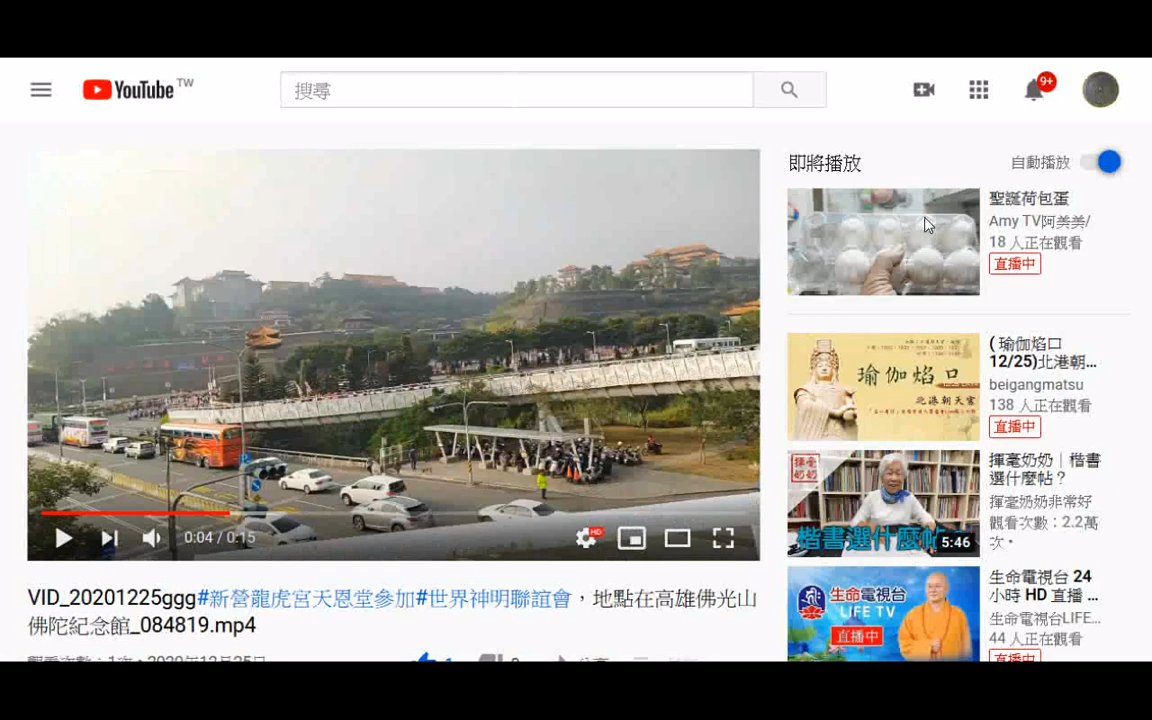 YouTube TW
搜尋
9+
即將播放
自動播放
聖誕荷包蛋
Amy TV阿美美/
18 人正在觀看
直播中
瑜伽焰口
北港朝天宮
( 瑜伽焰口
12/25)北港朝...
beigangmatsu
138 人正在觀看
直播中
揮毫奶奶
楷書選什麼帖
5:46
揮毫奶奶｜楷書
選什麼帖？
揮毫奶奶非常好
觀看次數：2.2萬
次。
生命電視台
LIFE TV
直播中
生命電視台 24
小時 HD 直播 ...
生命電視台LIFE...
44 人正在觀看
直播中
0:04 / 0:15
HD
VID_20201225ggg#新營龍虎宮天恩堂參加#世界神明聯誼會，地點在高雄佛光山
佛陀紀念館_084819.mp4